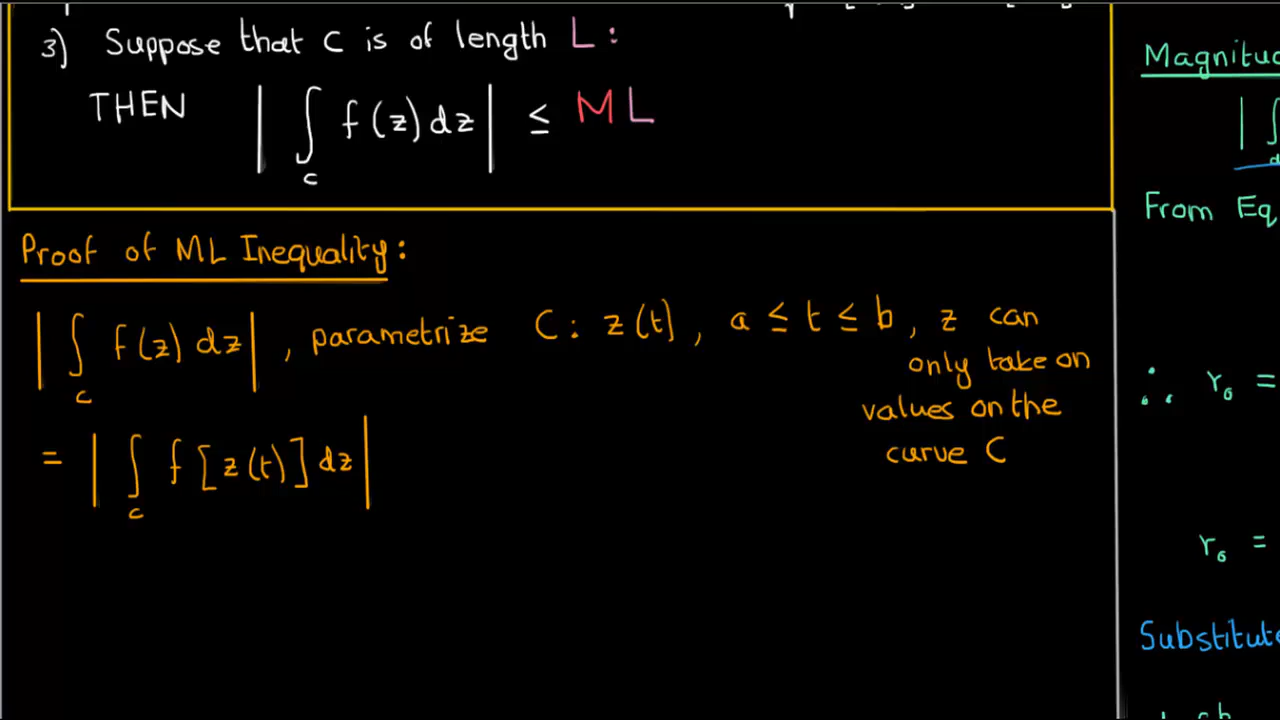 3) Suppose that C is of length L:
THEN | ∫_C f(z) dz | ≤ ML
Proof of ML Inequality:
| ∫_C f(z) dz | , parametrize C: z(t), a ≤ t ≤ b, z can
only take on
values on the
curve C
= | ∫_C f[z(t)] dz |
| ∫
From Eq
∴ r₀ =
r₀ =
Substitute